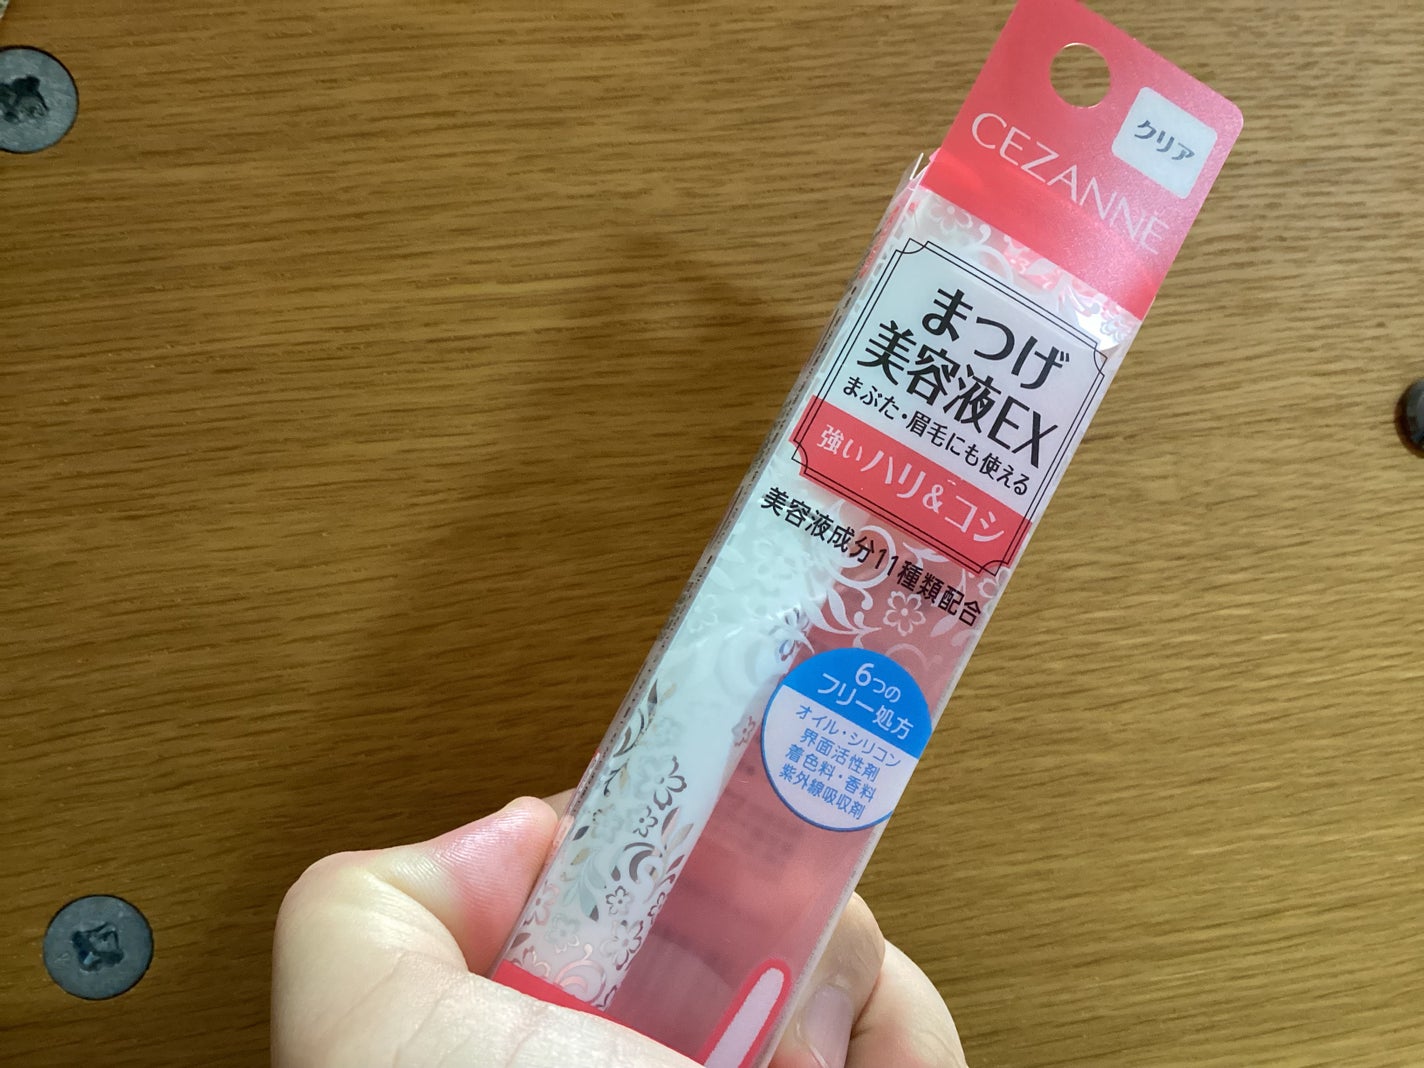 クリア
CEZANNE
まつげ
美容液EX
まぶた・眉毛にも使える
強いハリ&コシ
美容液成分11種類配合
6つの
フリー処方
オイル・シリコン
界面活性剤
着色料・香料
紫外線吸収剤